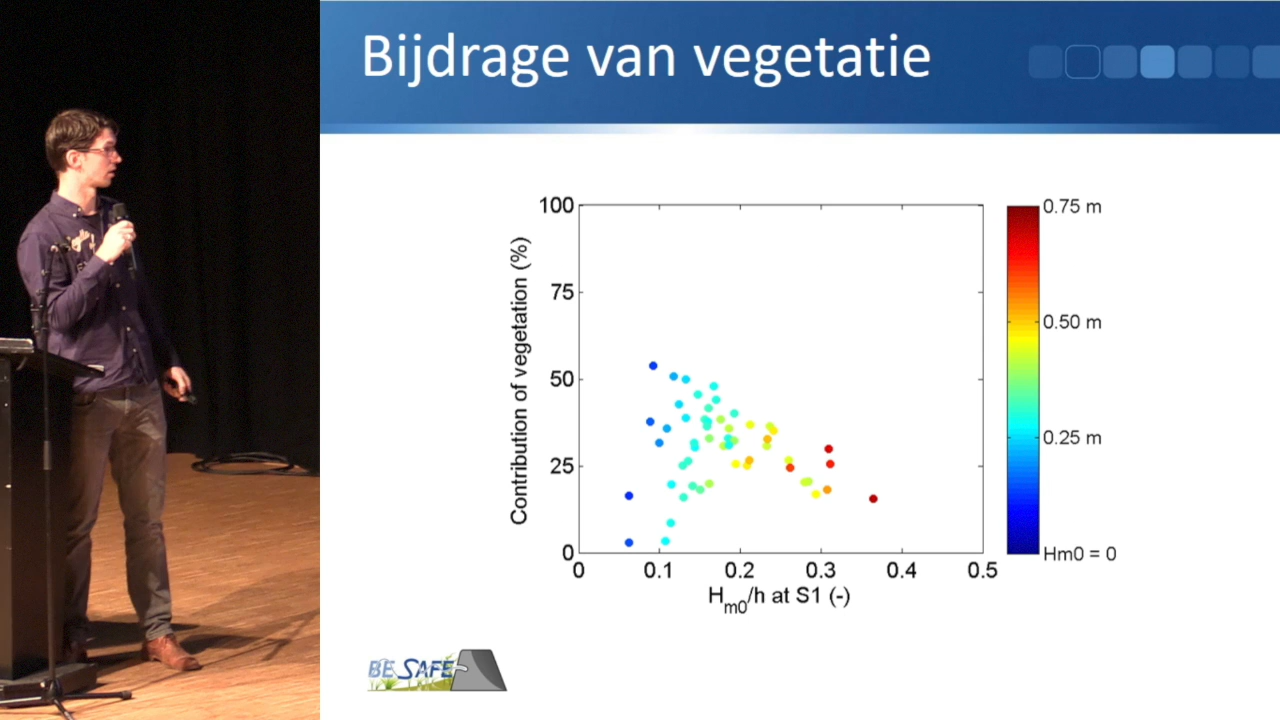 Bijdrage van vegetatie
100
75
50
25
0
Contribution of vegetation (%)
0 0.1 0.2 0.3 0.4 0.5
H_m0/h at S1 (-)
0.75 m
0.50 m
0.25 m
Hm0 = 0
BE SAFE